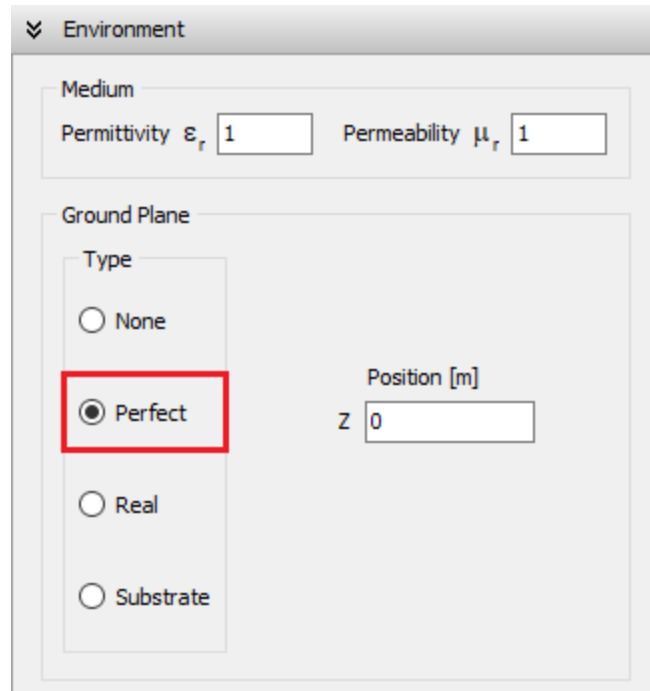 Environment
Medium
Permittivity εr 1 Permeability μr 1
Ground Plane
Type
None
Position [m]
Perfect
Z 0
Real
Substrate